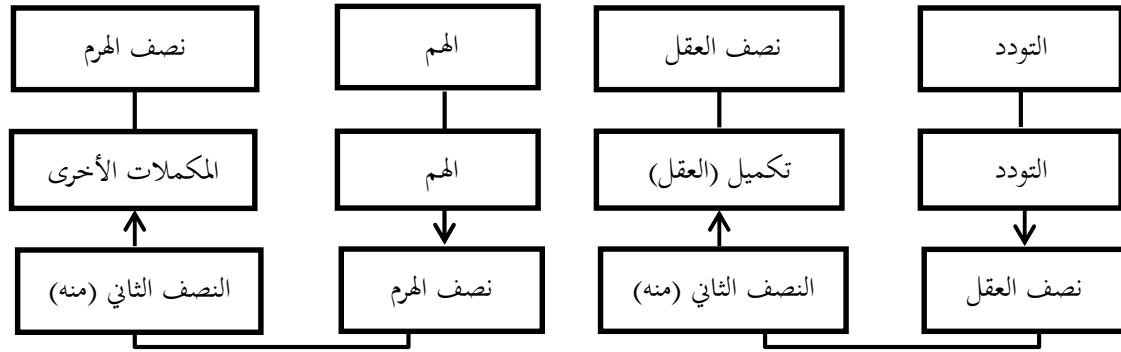 التودد
نصف العقل
الهم
نصف الهرم
التودد
تكميل (العقل)
الهم
المكملات الأخرى
نصف العقل
النصف الثاني (منه)
نصف الهرم
النصف الثاني (منه)